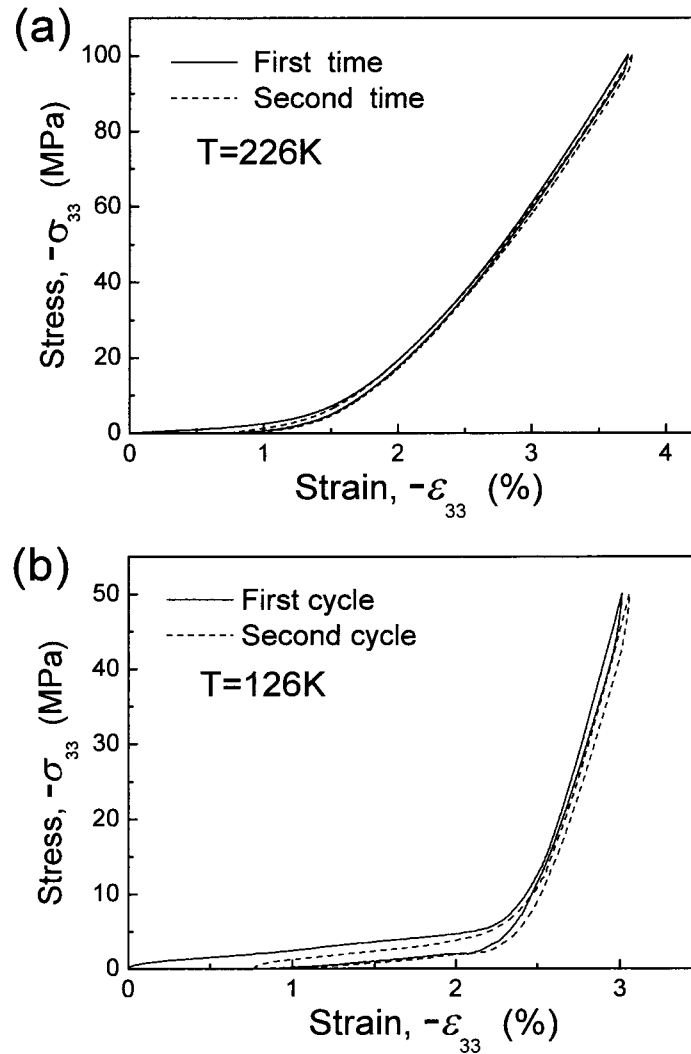 (a)
First time
Second time
T=226K
Stress, -σ33 (MPa)
100
80
60
40
20
0
0 1 2 3 4
Strain, -ε33 (%)
(b)
First cycle
Second cycle
T=126K
Stress, -σ33 (MPa)
50
40
30
20
10
0
0 1 2 3
Strain, -ε33 (%)